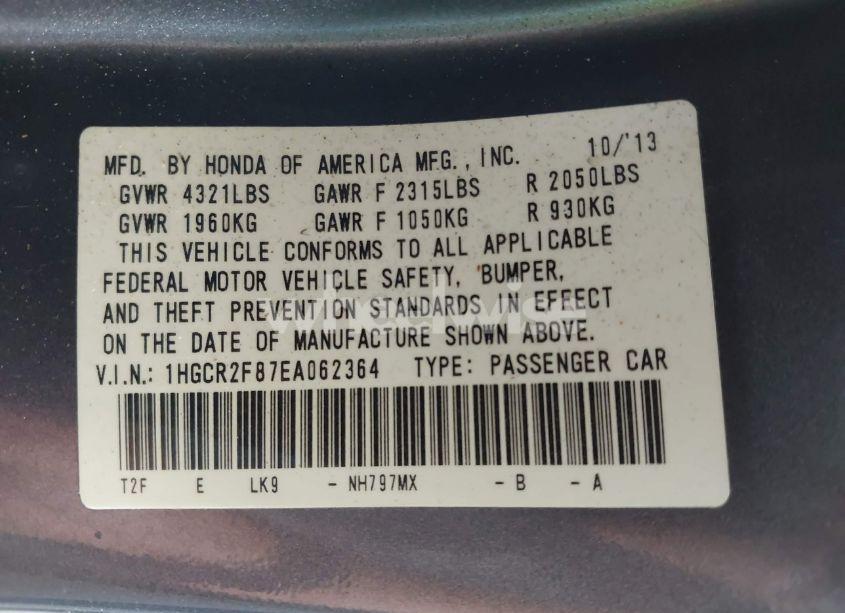 MFD. BY HONDA OF AMERICA MFG., INC. 10/'13
GVWR 4321LBS GAWR F 2315LBS R 2050LBS
GVWR 1960KG GAWR F 1050KG R 930KG
THIS VEHICLE CONFORMS TO ALL APPLICABLE
FEDERAL MOTOR VEHICLE SAFETY, BUMPER,
AND THEFT PREVENTION STANDARDS IN EFFECT
ON THE DATE OF MANUFACTURE SHOWN ABOVE.
V.I.N.: 1HGCR2F87EA062364 TYPE: PASSENGER CAR
T2F E LK9 - NH797MX - B - A